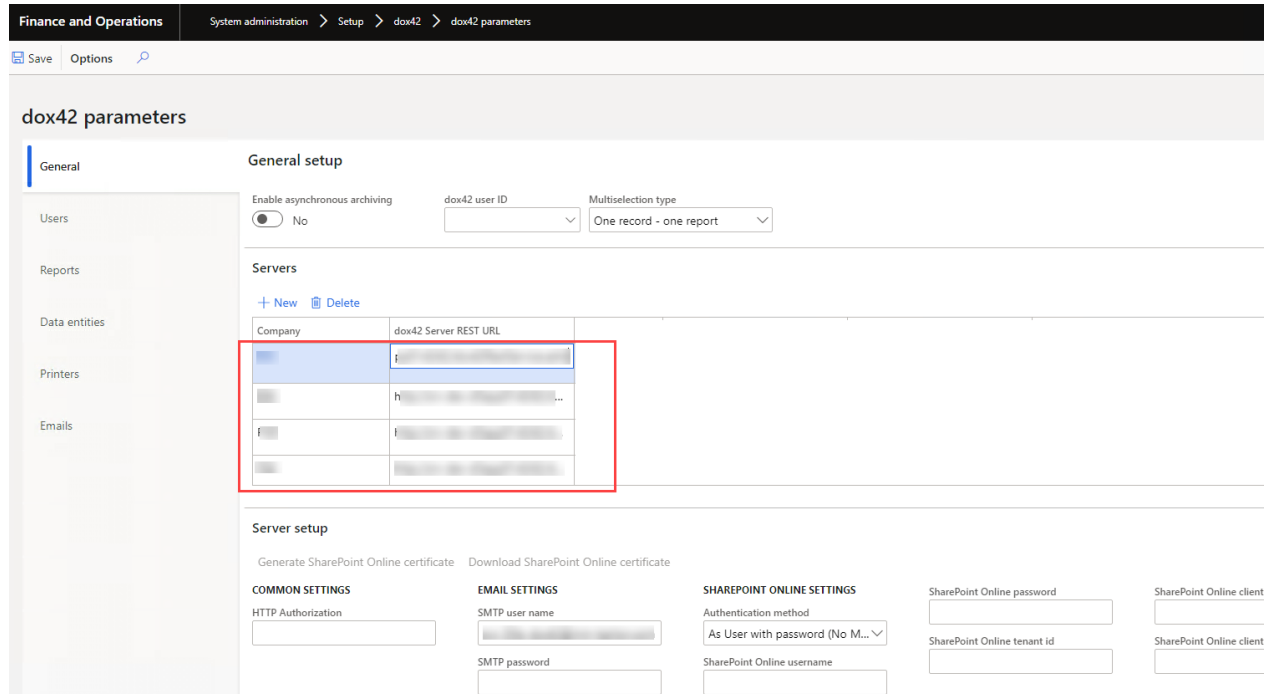 Finance and Operations System administration > Setup > dox42 > dox42 parameters
Save Options
dox42 parameters
General
Users
Reports
Data entities
Printers
Emails
General setup
Enable asynchronous archiving dox42 user ID Multiselection type
No One record - one report
Servers
+ New Delete
Company dox42 Server REST URL
Server setup
Generate SharePoint Online certificate Download SharePoint Online certificate
COMMON SETTINGS EMAIL SETTINGS SHAREPOINT ONLINE SETTINGS SharePoint Online password SharePoint Online client
HTTP Authorization SMTP user name Authentication method
As User with password (No M... SharePoint Online tenant id SharePoint Online client
SMTP password SharePoint Online username